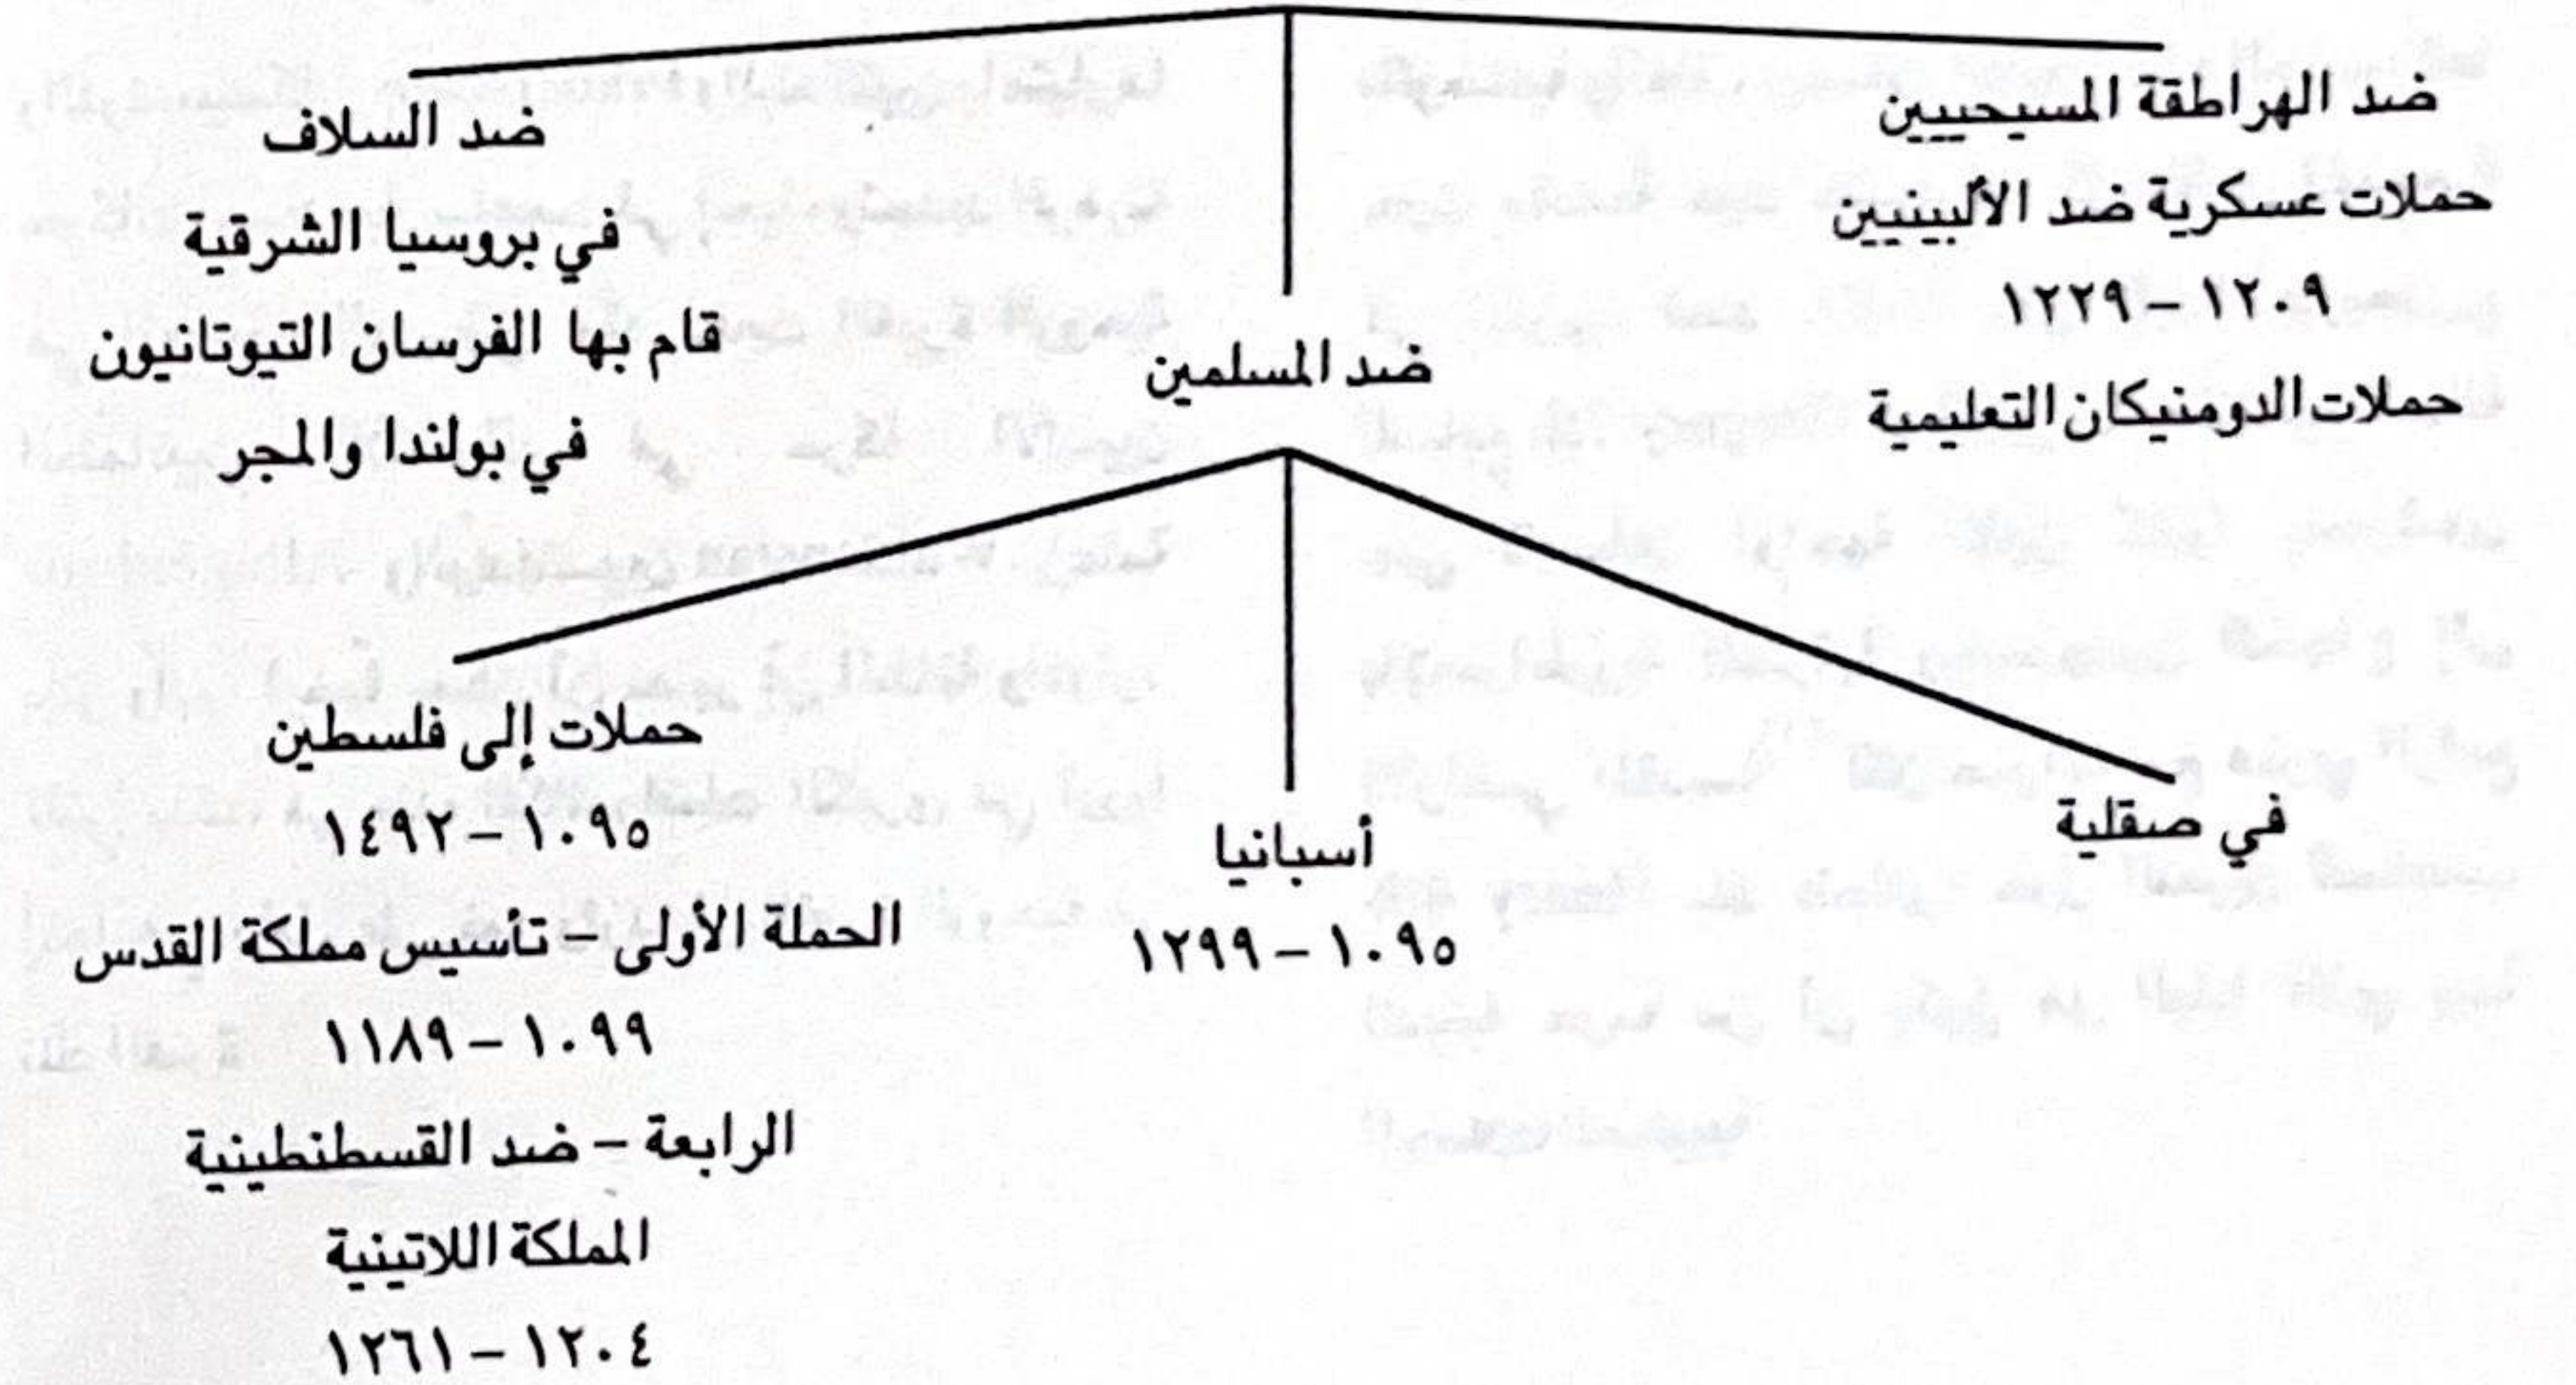 ضد الهراطقة المسيحيين
حملات عسكرية ضد الألبينيين
١٢٠٩ – ١٢٢٩
حملات الدومنيكان التعليمية
ضد المسلمين
ضد السلاف
في بروسيا الشرقية
قام بها الفرسان التيوتانيون
في بولندا والمجر
في صقلية
أسبانيا
١٠٩٥ – ١٢٩٩
حملات إلى فلسطين
١٠٩٥ – ١٤٩٢
الحملة الأولى – تأسيس مملكة القدس
١٠٩٩ – ١١٨٩
الرابعة – ضد القسطنطينية
المملكة اللاتينية
١٢٠٤ – ١٢٦١